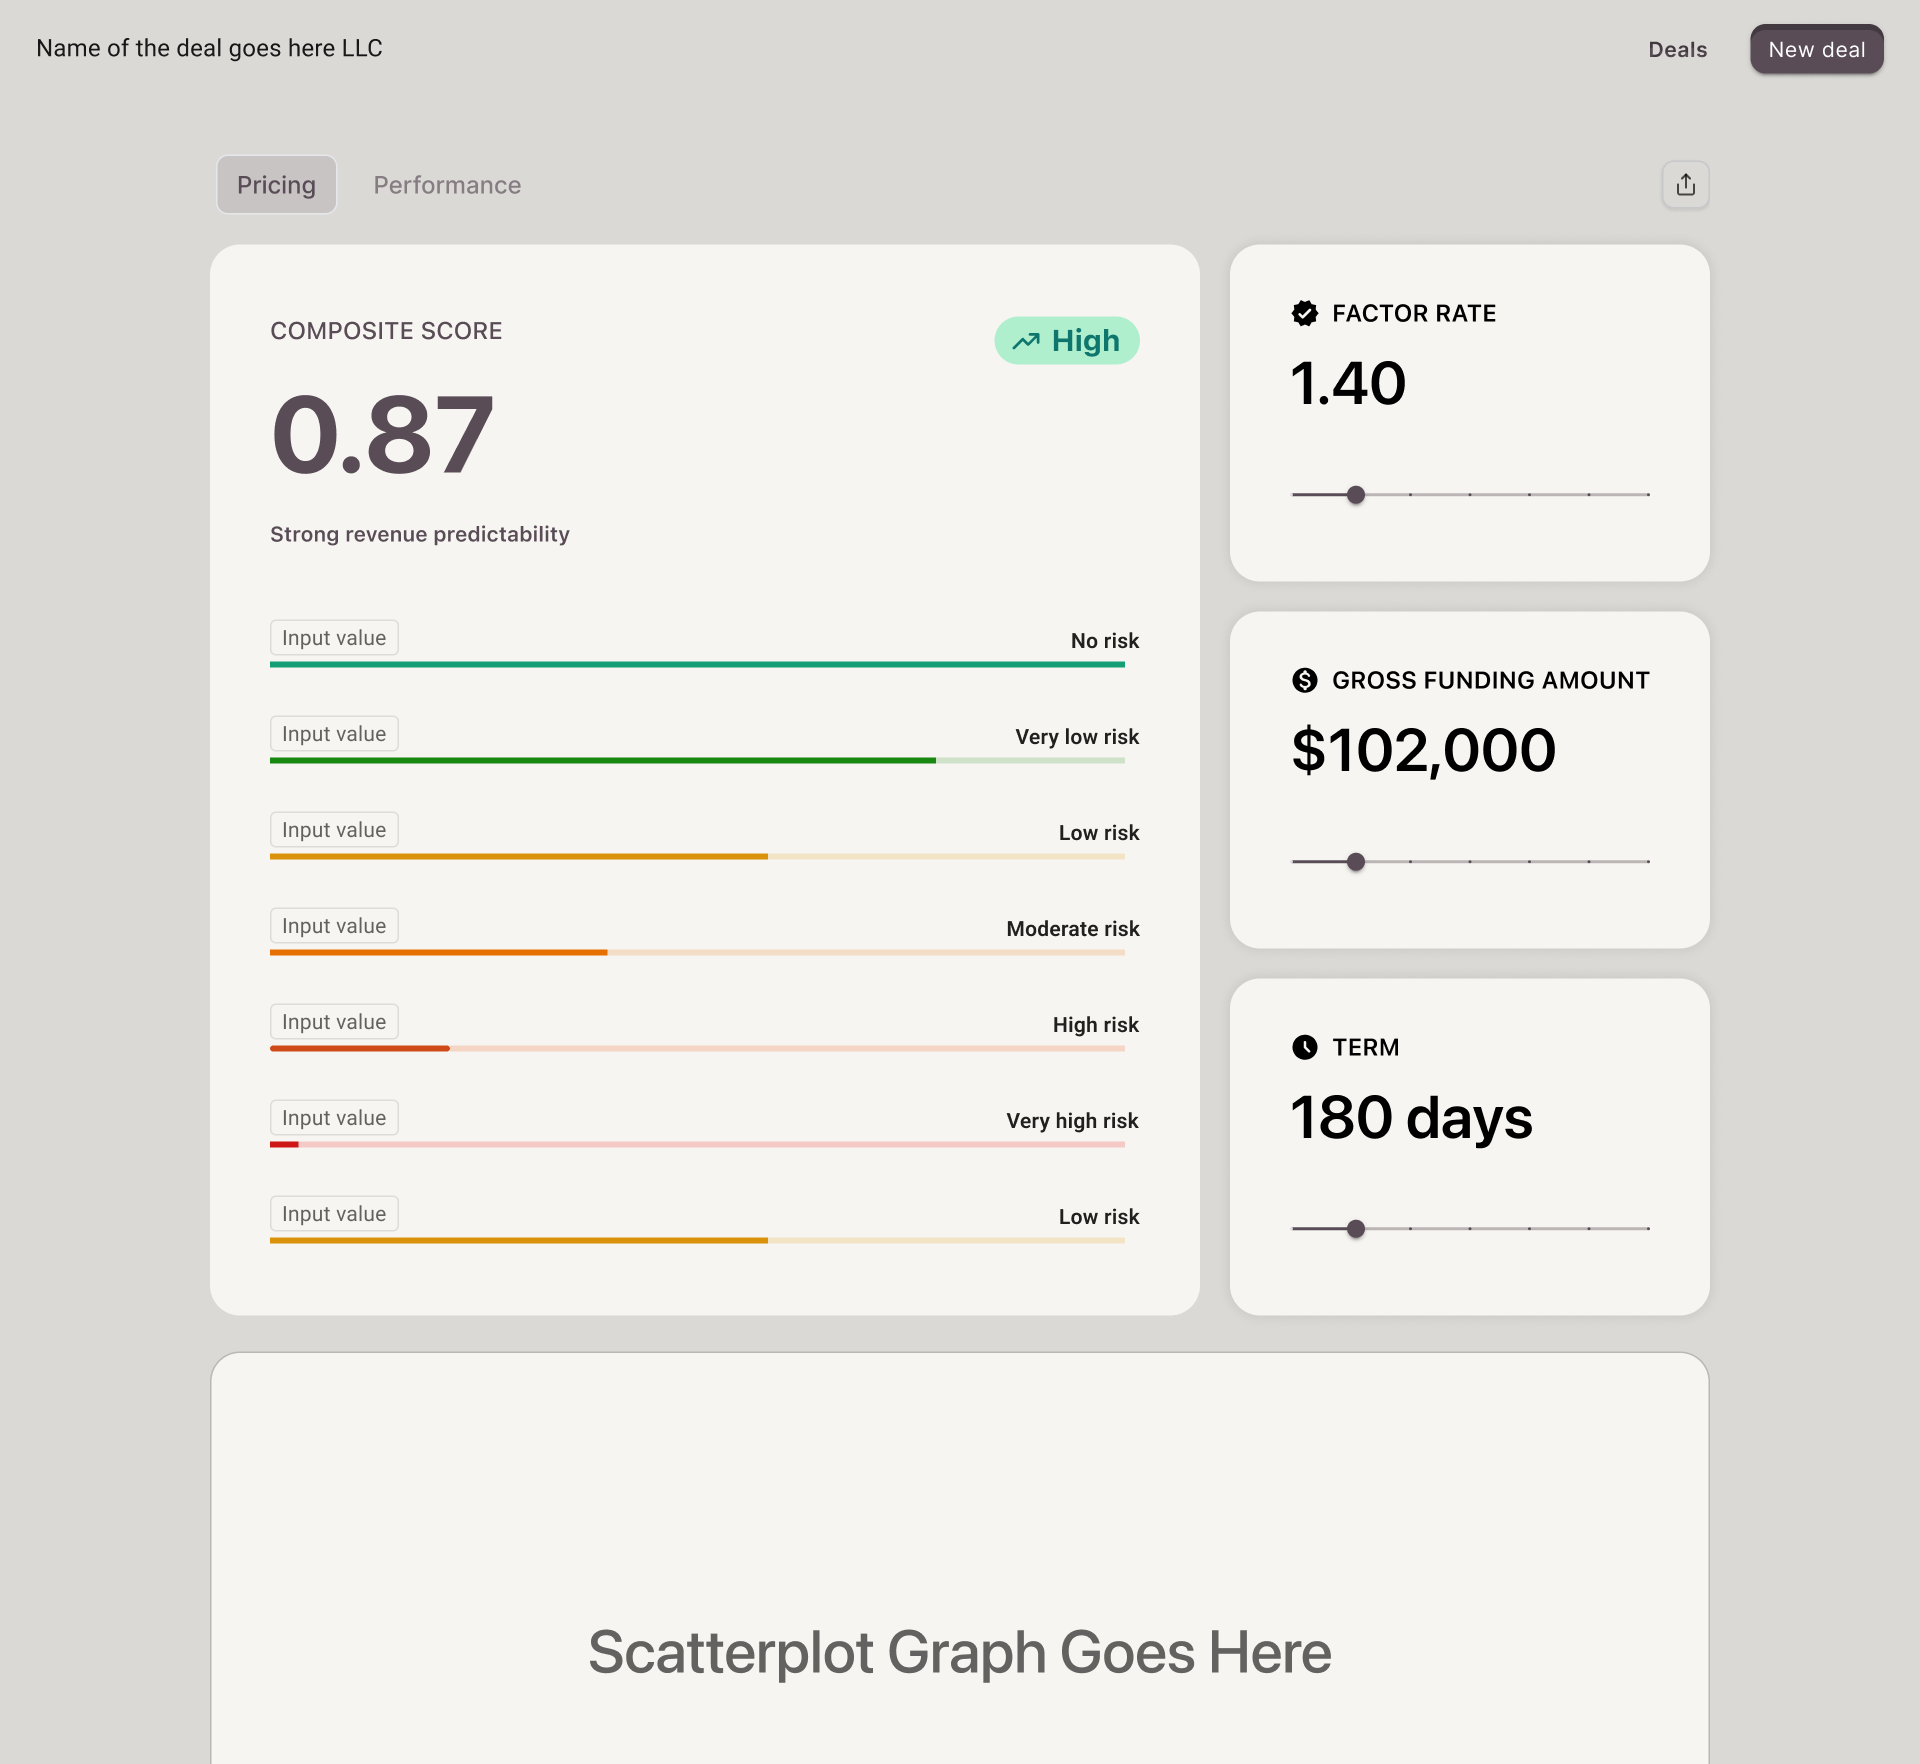 Name of the deal goes here LLC
Deals
New deal
Pricing
Performance
COMPOSITE SCORE
High
0.87
Strong revenue predictability
Input value
No risk
Input value
Very low risk
Input value
Low risk
Input value
Moderate risk
Input value
High risk
Input value
Very high risk
Input value
Low risk
FACTOR RATE
1.40
GROSS FUNDING AMOUNT
$102,000
TERM
180 days
Scatterplot Graph Goes Here